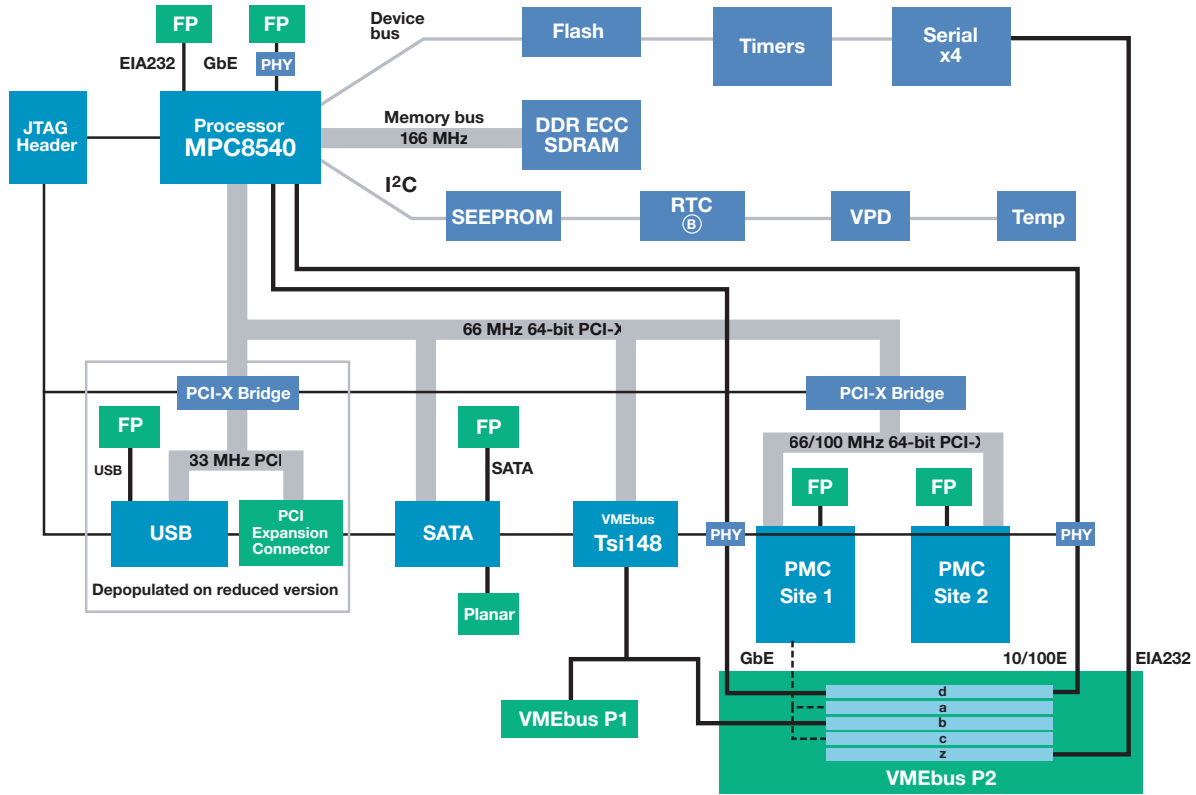 FP
FP
Device
bus
Flash
Timers
Serial
x4
EIA232
GbE
PHY
JTAG
Header
Processor
MPC8540
Memory bus
166 MHz
DDR ECC
SDRAM
I²C
SEEPROM
RTC
Ⓑ
VPD
Temp
66 MHz 64-bit PCI-X
PCI-X Bridge
PCI-X Bridge
FP
FP
66/100 MHz 64-bit PCI-X
USB
33 MHz PCI
SATA
FP
FP
USB
PCI
Expansion
Connector
SATA
VMEbus
Tsi148
PHY
PHY
PMC
Site 1
PMC
Site 2
Depopulated on reduced version
Planar
GbE
10/100E
EIA232
VMEbus P1
d
a
b
c
z
VMEbus P2